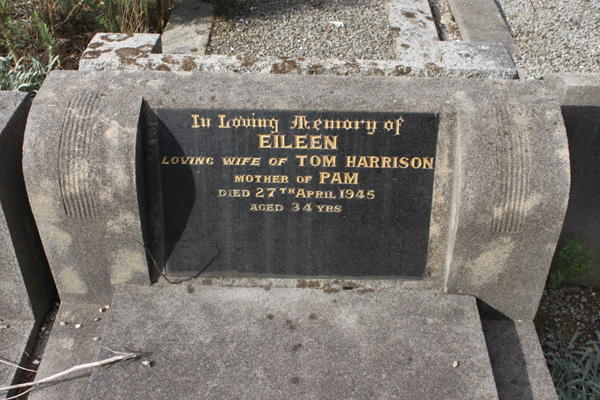 In Loving Memory of
EILEEN
LOVING WIFE OF TOM HARRISON
MOTHER OF PAM
DIED 27TH APRIL 1945
AGED 34 YRS